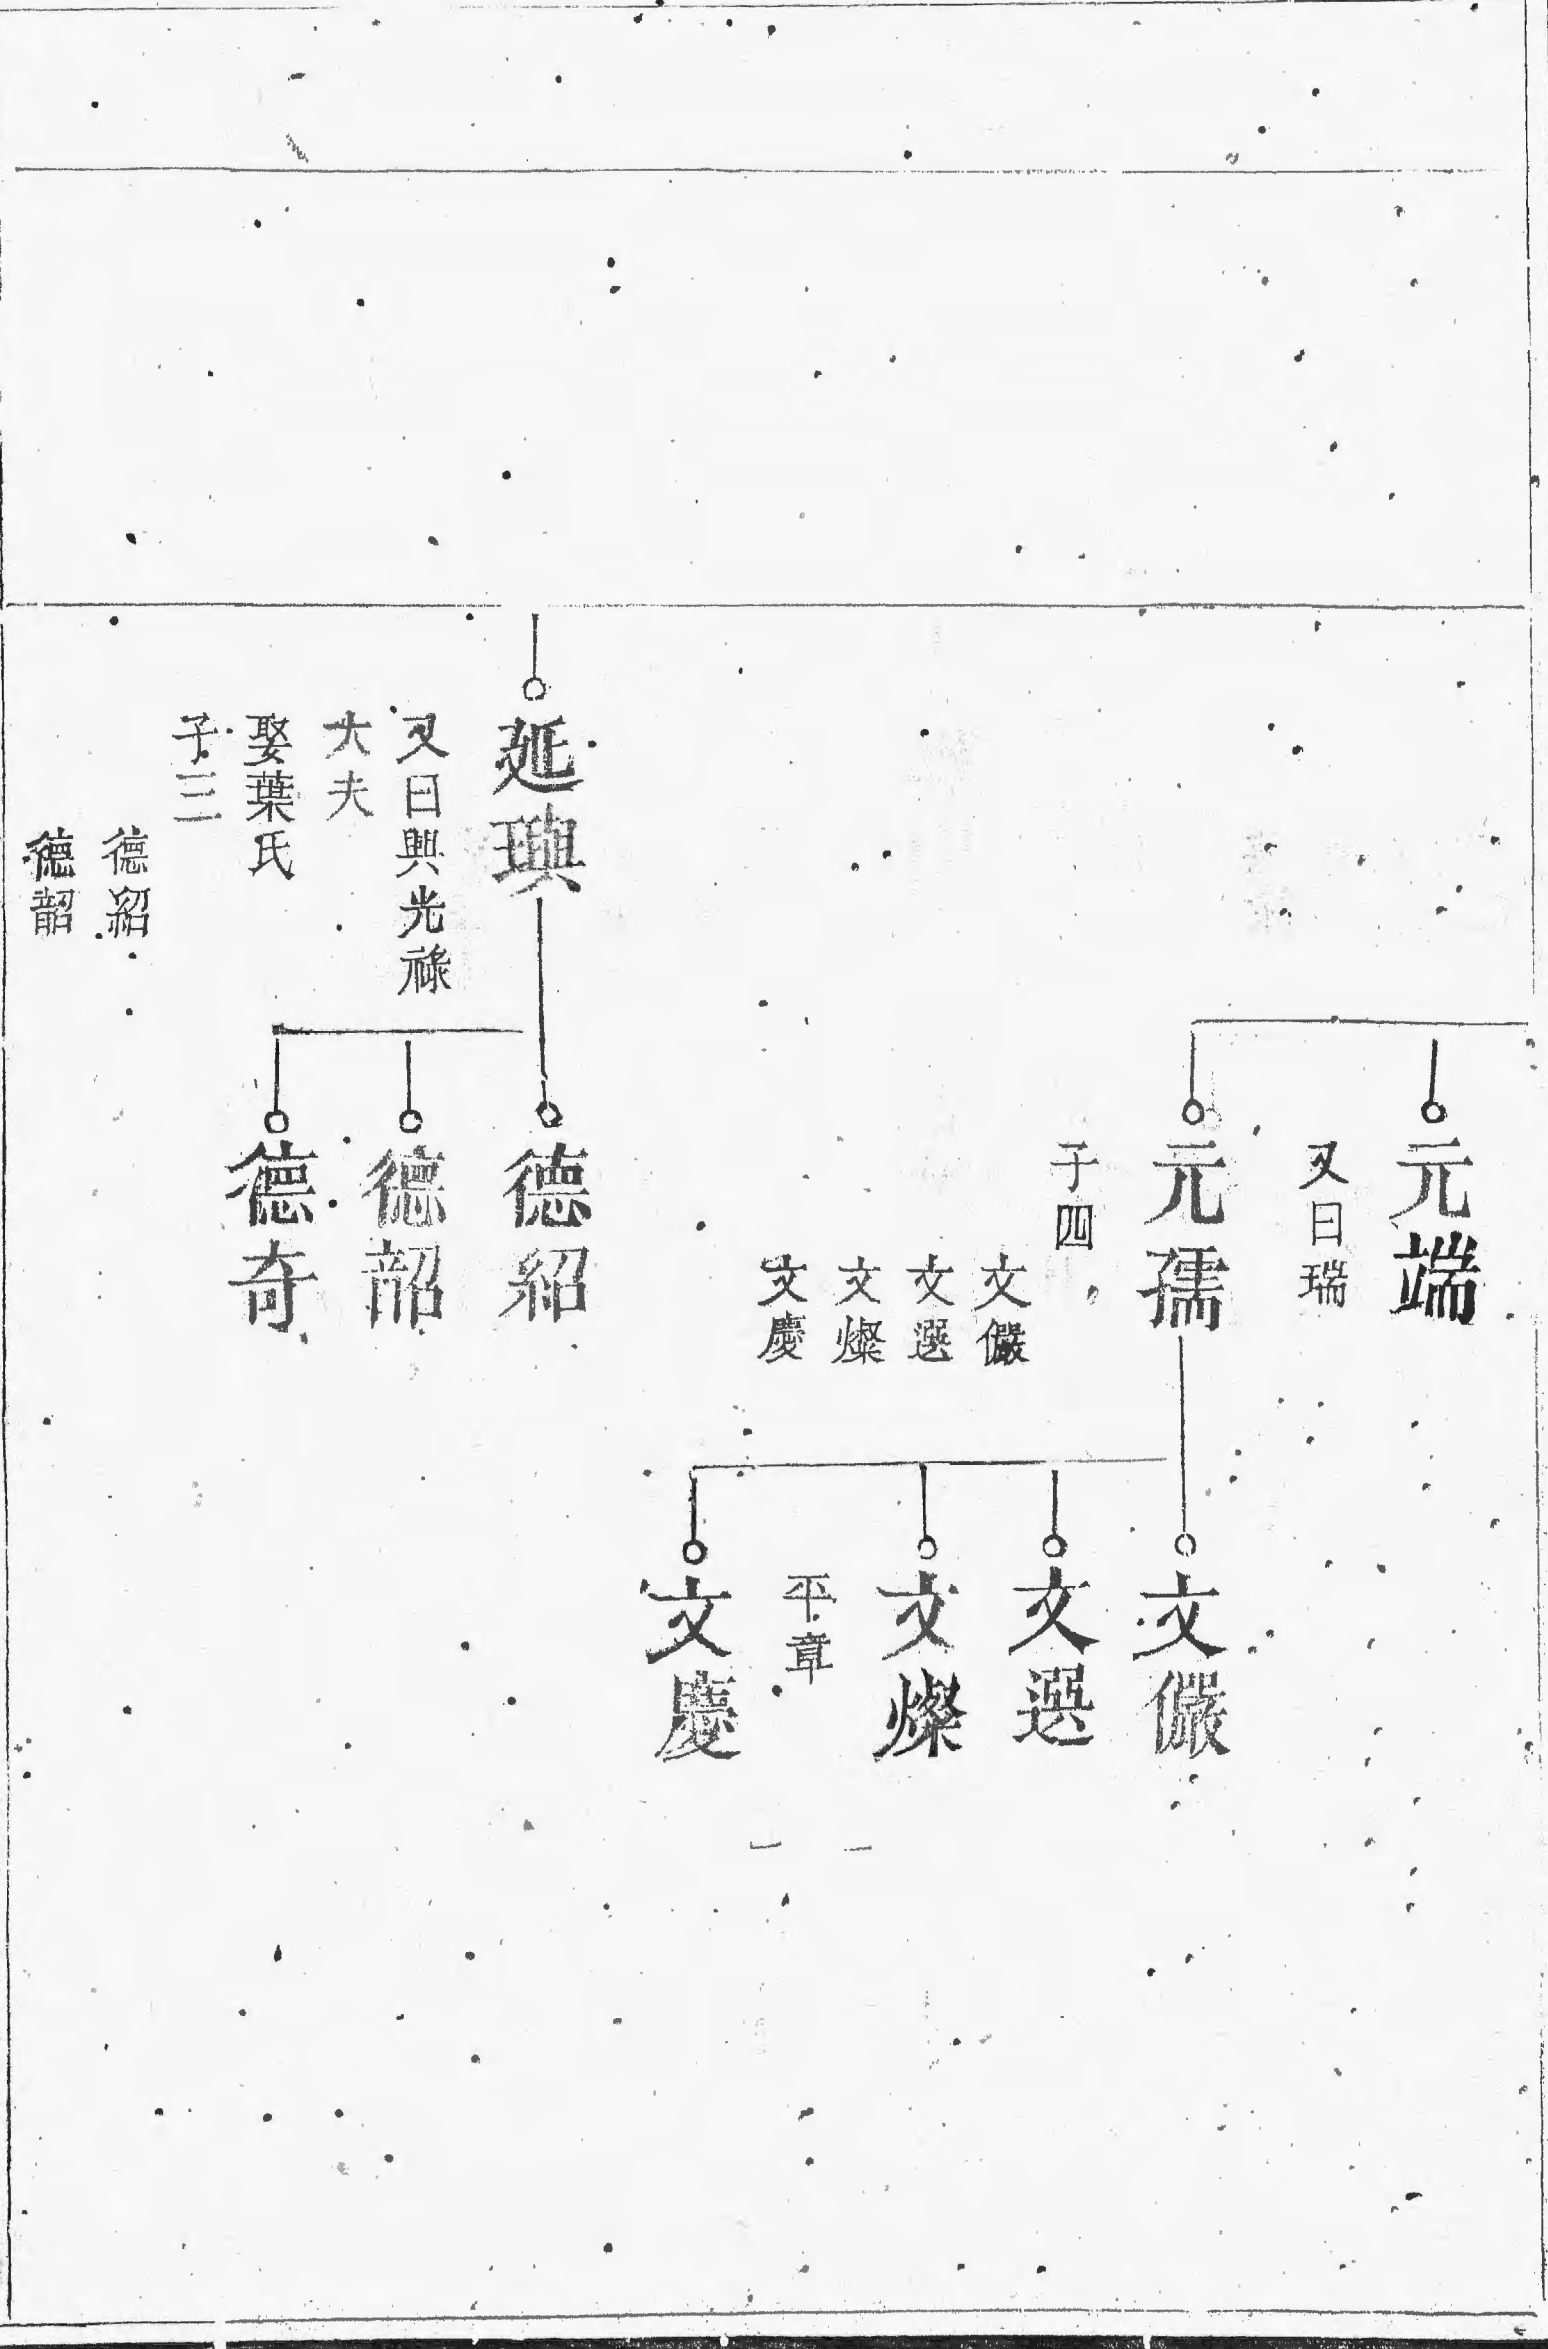 元端
又曰瑞
元孺
子四
文儼
文選
文燦
文慶
文儼
文選
文燦
平章
文慶
延璵
又曰興光祿
大夫
娶葉氏
子三
德紹
德韶
德紹
德韶
德奇